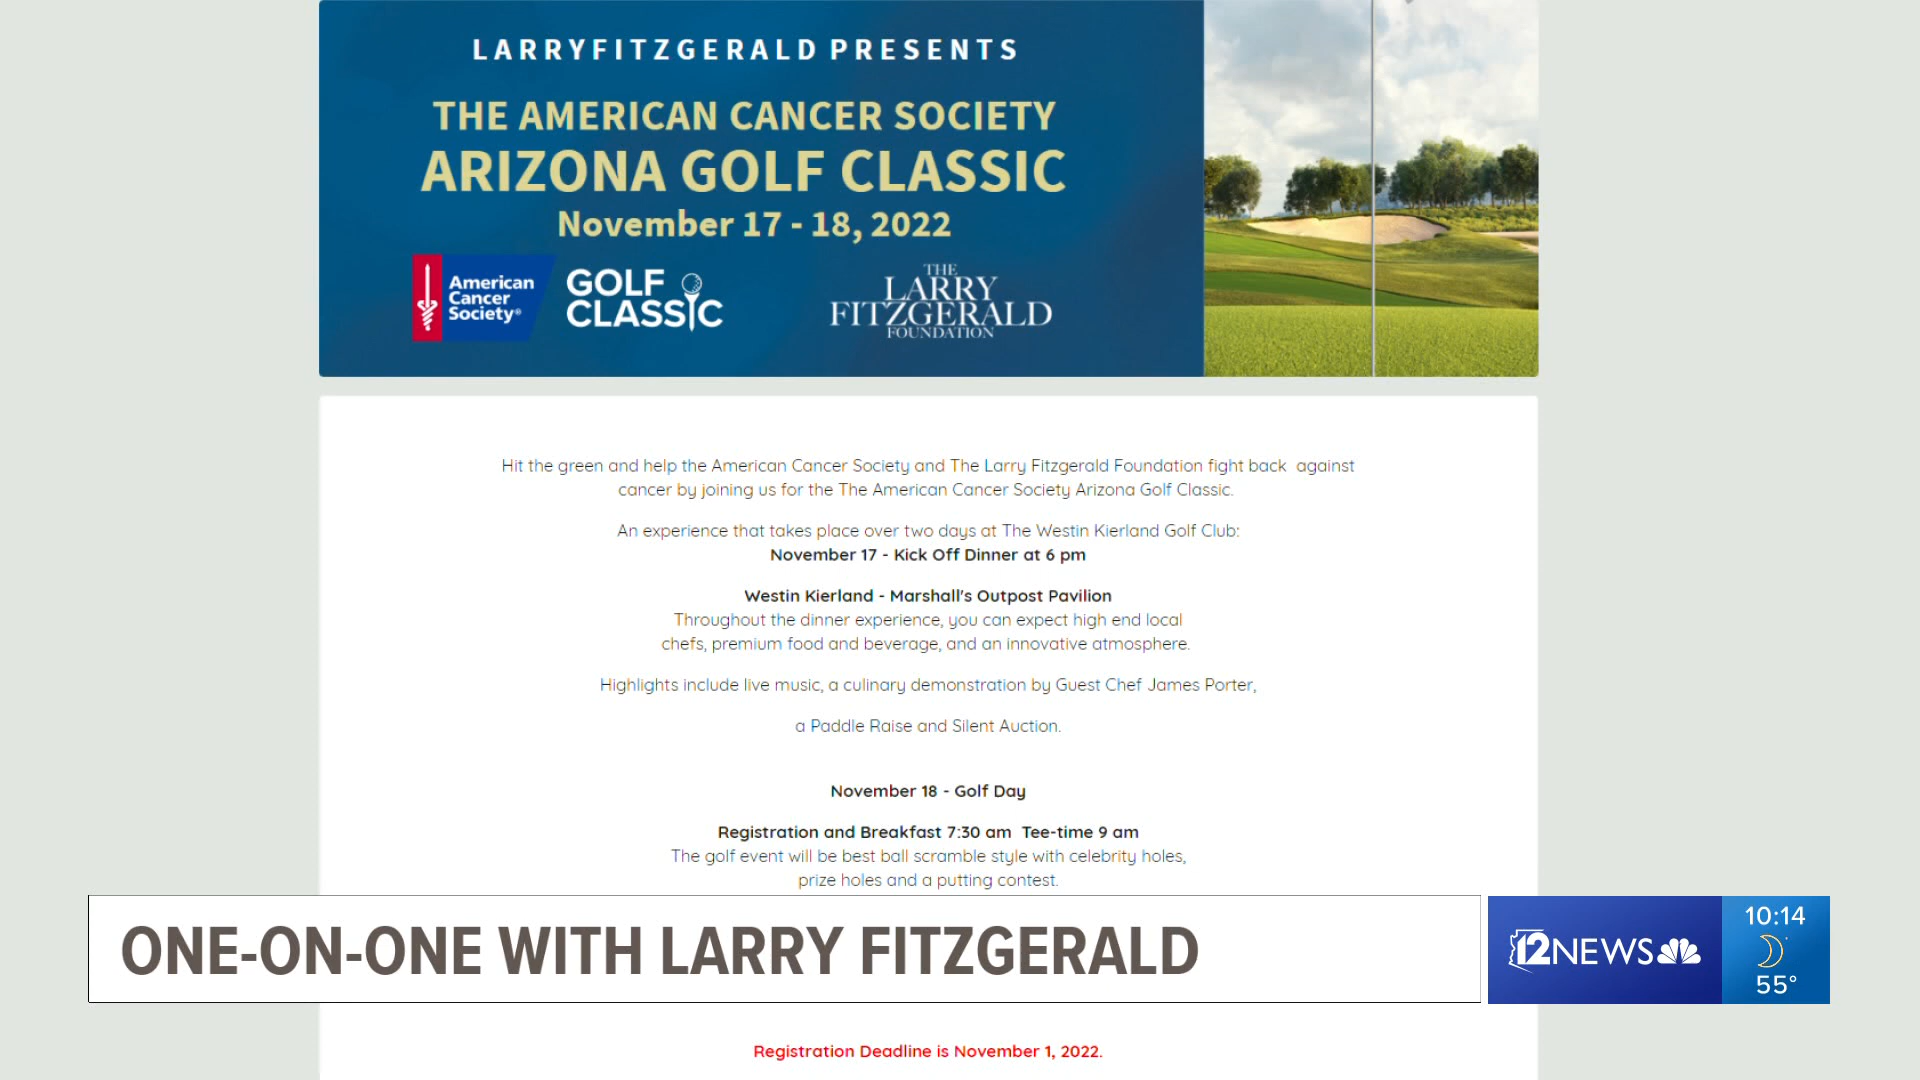 LARRYFITZGERALD PRESENTS
THE AMERICAN CANCER SOCIETY
ARIZONA GOLF CLASSIC
November 17 - 18, 2022
American
Cancer
Society®
GOLF
CLASSIC
THE
LARRY
FITZGERALD
FOUNDATION
Hit the green and help the American Cancer Society and The Larry Fitzgerald Foundation fight back against
cancer by joining us for the The American Cancer Society Arizona Golf Classic.
An experience that takes place over two days at The Westin Kierland Golf Club:
November 17 - Kick Off Dinner at 6 pm
Westin Kierland - Marshall's Outpost Pavilion
Throughout the dinner experience, you can expect high end local
chefs, premium food and beverage, and an innovative atmosphere.
Highlights include live music, a culinary demonstration by Guest Chef James Porter,
a Paddle Raise and Silent Auction.
November 18 - Golf Day
Registration and Breakfast 7:30 am Tee-time 9 am
The golf event will be best ball scramble style with celebrity holes,
prize holes and a putting contest.
ONE-ON-ONE WITH LARRY FITZGERALD
12NEWS
10:14
55°
Registration Deadline is November 1, 2022.